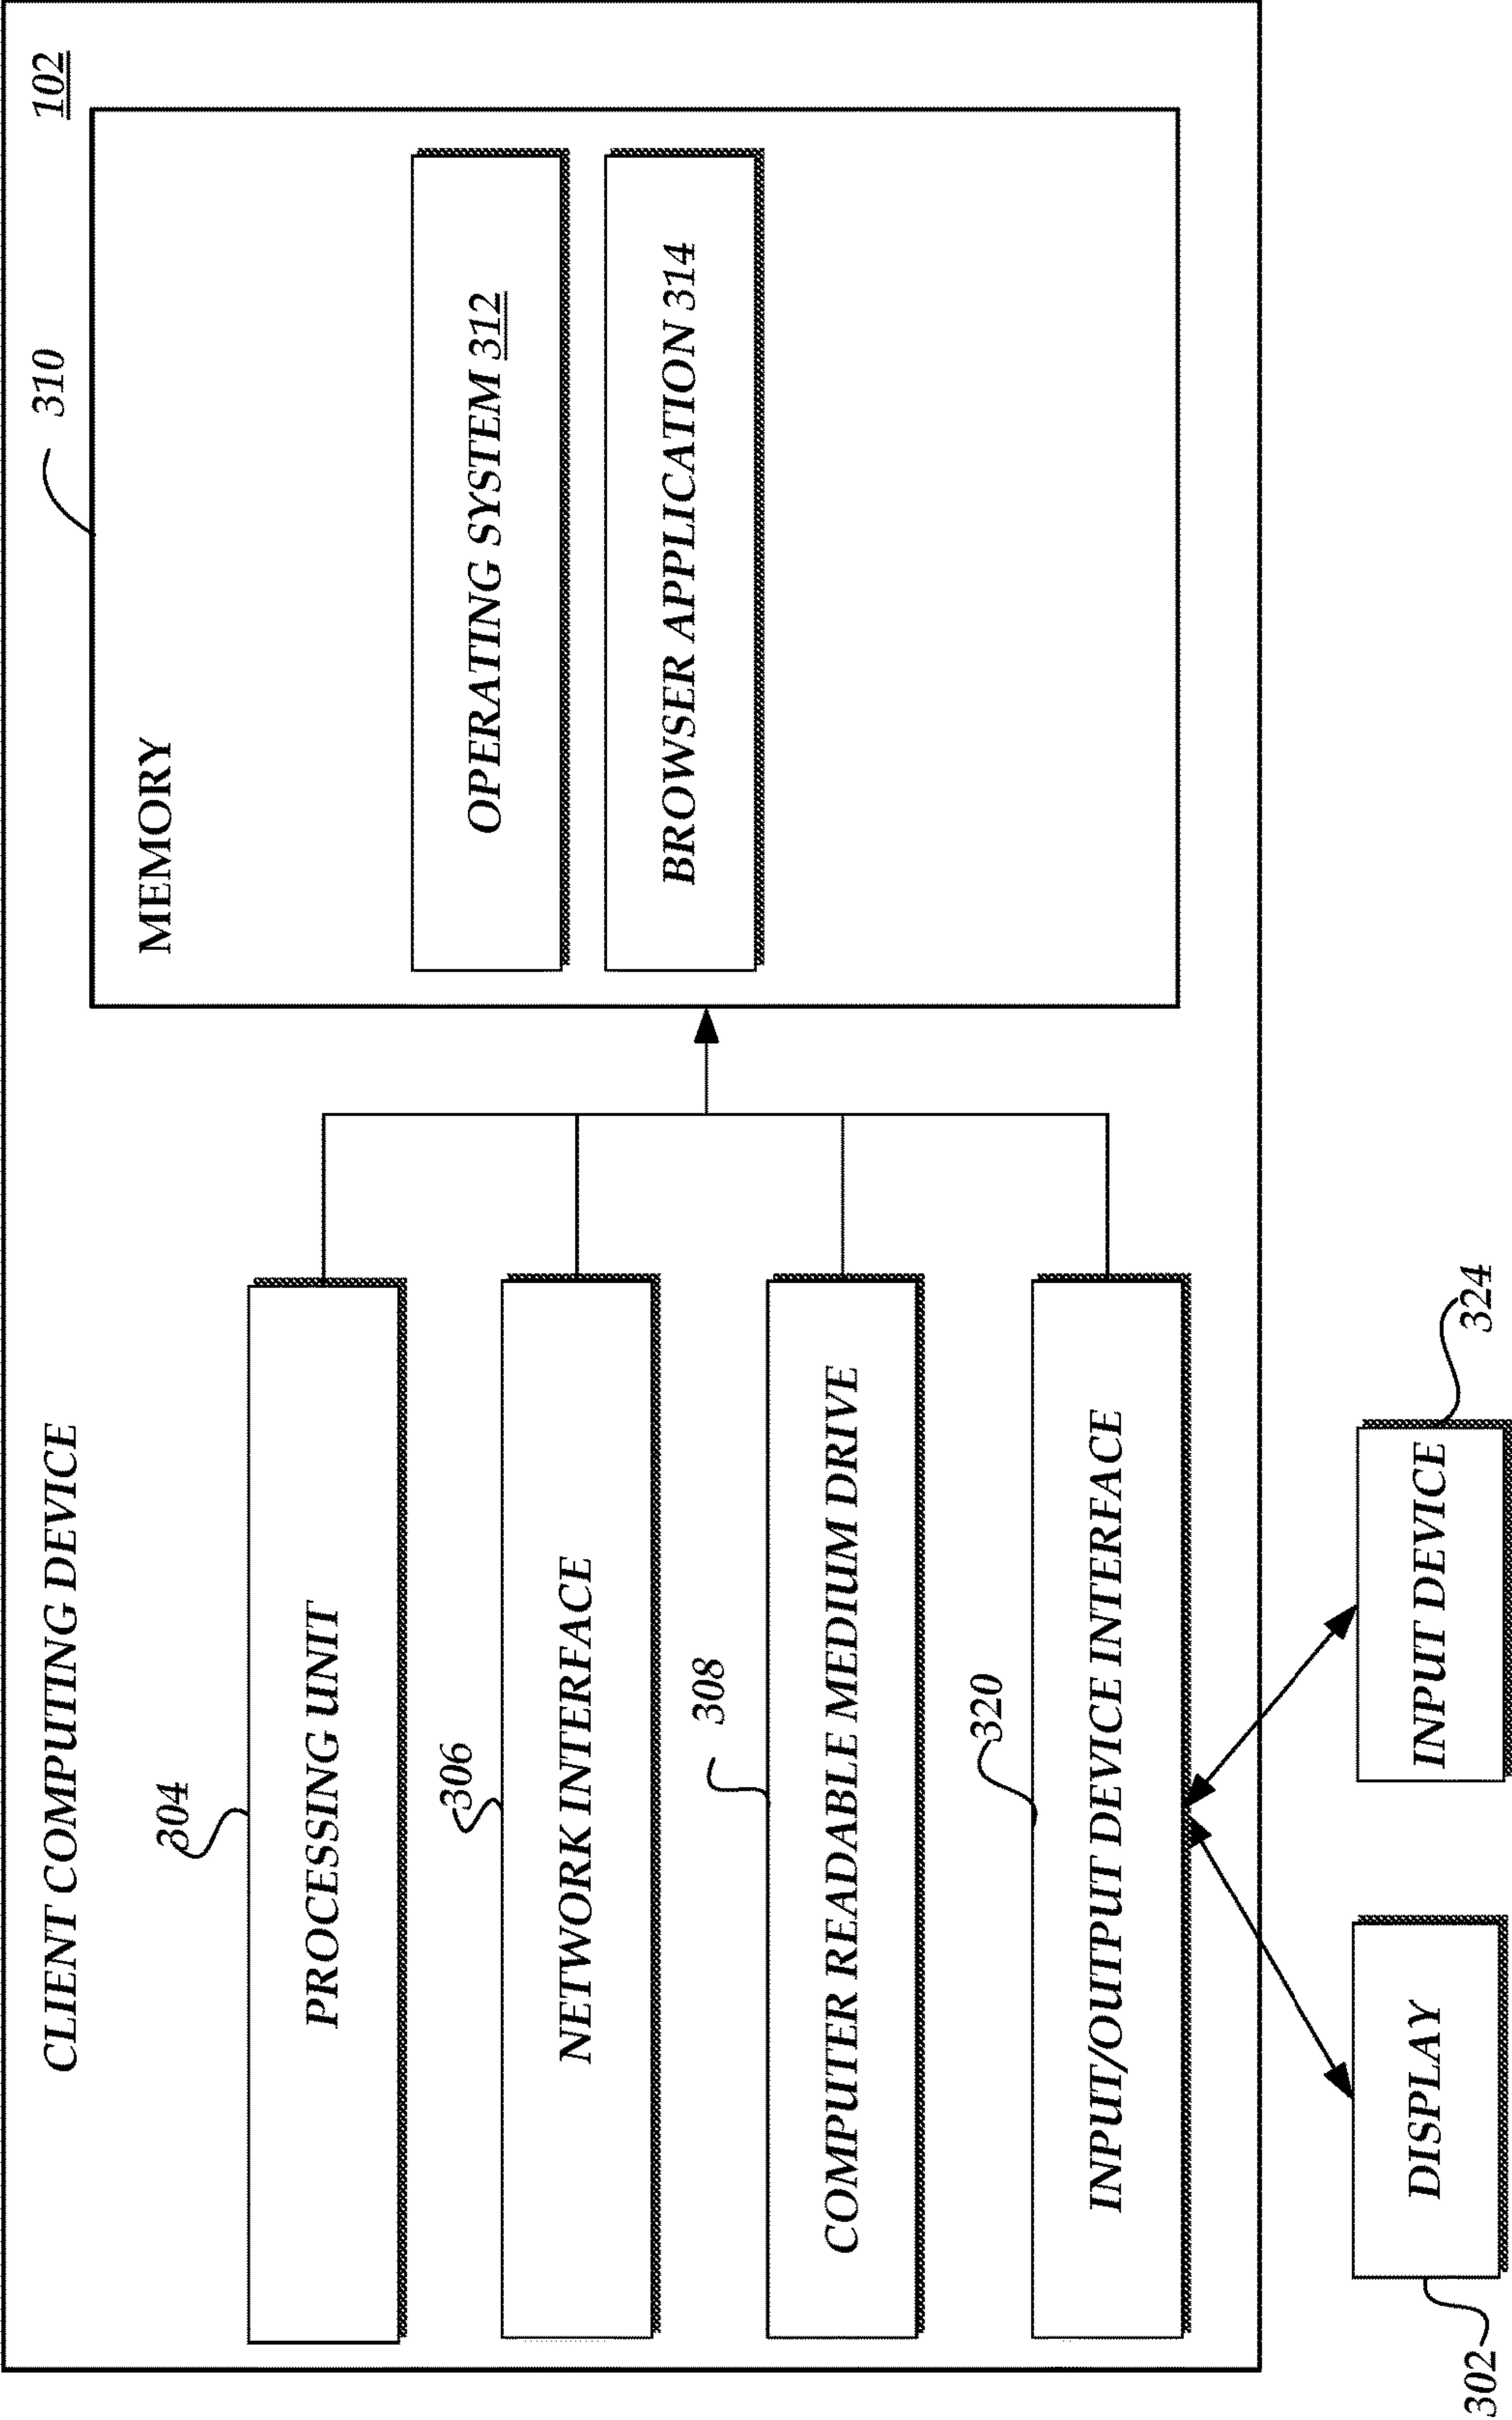 CLIENT COMPUTING DEVICE
102
310
MEMORY
304
PROCESSING UNIT
306
NETWORK INTERFACE
308
COMPUTER READABLE MEDIUM DRIVE
320
INPUT/OUTPUT DEVICE INTERFACE
OPERATING SYSTEM 312
BROWSER APPLICATION 314
302
DISPLAY
INPUT DEVICE
324